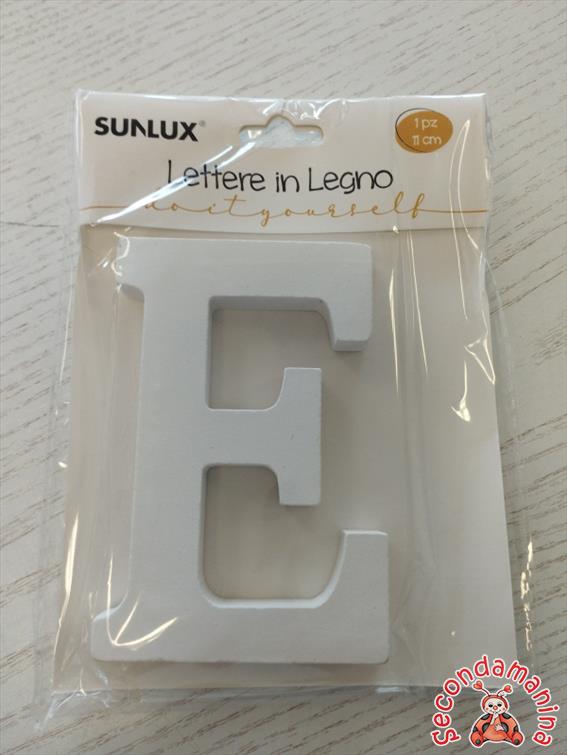 SUNLUX®
1 pz
11 cm
Lettere in Legno
do it yourself
E
secondamanina